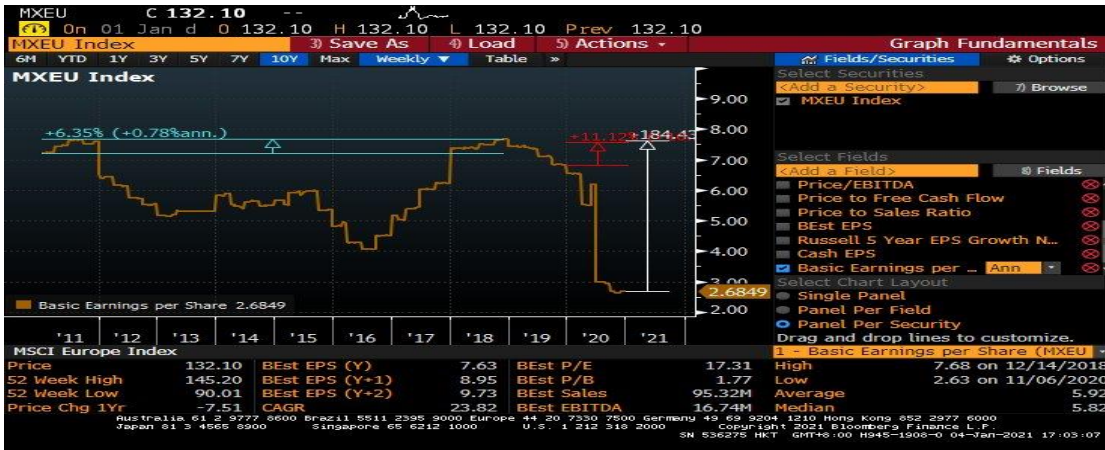 MXEU C 132.10 --
On 01 Jan d O 132.10 H 132.10 L 132.10 Prev 132.10
MXEU Index 3) Save As 4) Load 5) Actions Graph Fundamentals
6M YTD 1Y 3Y 5Y 7Y 10Y Max Weekly ▼ Table » Fields/Securities Options
MXEU Index
Select Securities
<Add a Security> 7) Browse
MXEU Index
9.00
+6.35% (+0.78%ann.)
+11.12% +184.43
8.00
7.00
6.00
5.00
4.00
3.00
2.6849
2.00
Select Fields
<Add a Field> 8) Fields
Price/EBITDA
Price to Free Cash Flow
Price to Sales Ratio
BEst EPS
Russell 5 Year EPS Growth N...
Cash EPS
Basic Earnings per … Ann
Select Chart Layout
Single Panel
Panel Per Field
Panel Per Security
Drag and drop lines to customize.
Basic Earnings per Share 2.6849
'11 '12 '13 '14 '15 '16 '17 '18 '19 '20 '21
MSCI Europe Index 1 - Basic Earnings per Share (MXEU
Price 132.10 BEst EPS (Y) 7.63 BEst P/E 17.31 High 7.68 on 12/14/2018
52 Week High 145.20 BEst EPS (Y+1) 8.95 BEst P/B 1.77 Low 2.63 on 11/06/2020
52 Week Low 90.01 BEst EPS (Y+2) 9.73 BEst Sales 95.32M Average 5.92
Price Chg 1Yr -7.51 CAGR 23.82 BEst EBITDA 16.74M Median 5.82
Australia 61 2 9777 8600 Brazil 5511 2395 9000 Europe 44 20 7330 7500 Germany 49 69 9204 1210 Hong Kong 852 2977 6000
Japan 81 3 4565 8900 Singapore 65 6212 1000 U.S. 1 212 318 2000 Copyright 2021 Bloomberg Finance L.P.
SN 536275 HKT GMT+8:00 H945-1908-0 04-Jan-2021 17:03:07